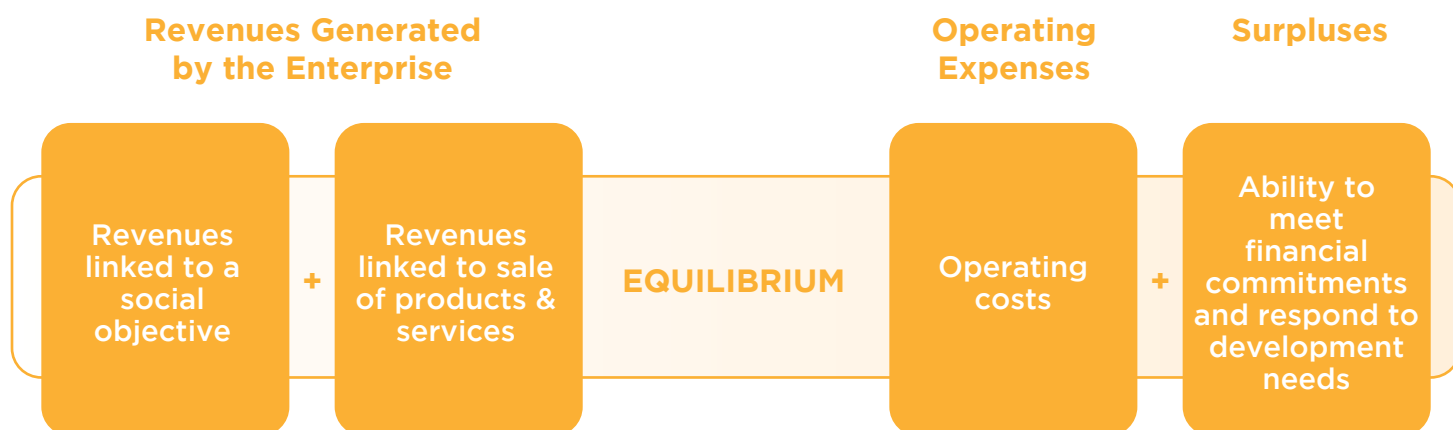 Revenues Generated
by the Enterprise
Operating
Expenses
Surpluses
Revenues
linked to a
social
objective
+
Revenues
linked to sale
of products &
services
EQUILIBRIUM
Operating
costs
+
Ability to
meet
financial
commitments
and respond to
development
needs